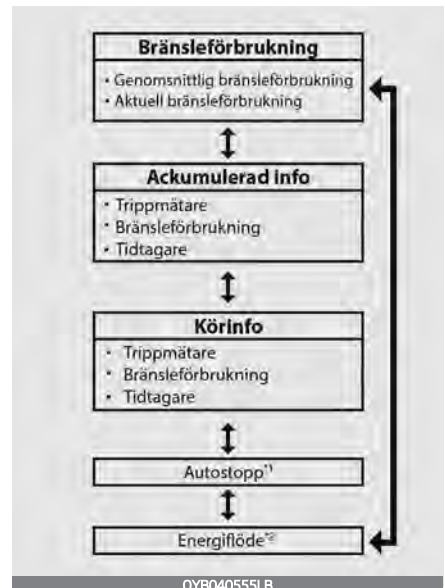 Bränsleförbrukning
· Genomsnittlig bränsleförbrukning
· Aktuell bränsleförbrukning
Ackumulerad info
· Trippmätare
· Bränsleförbrukning
· Tidtagare
Körinfo
· Trippmätare
· Bränsleförbrukning
· Tidtagare
Autostopp*1
Energiflöde*2
OYB040555LB